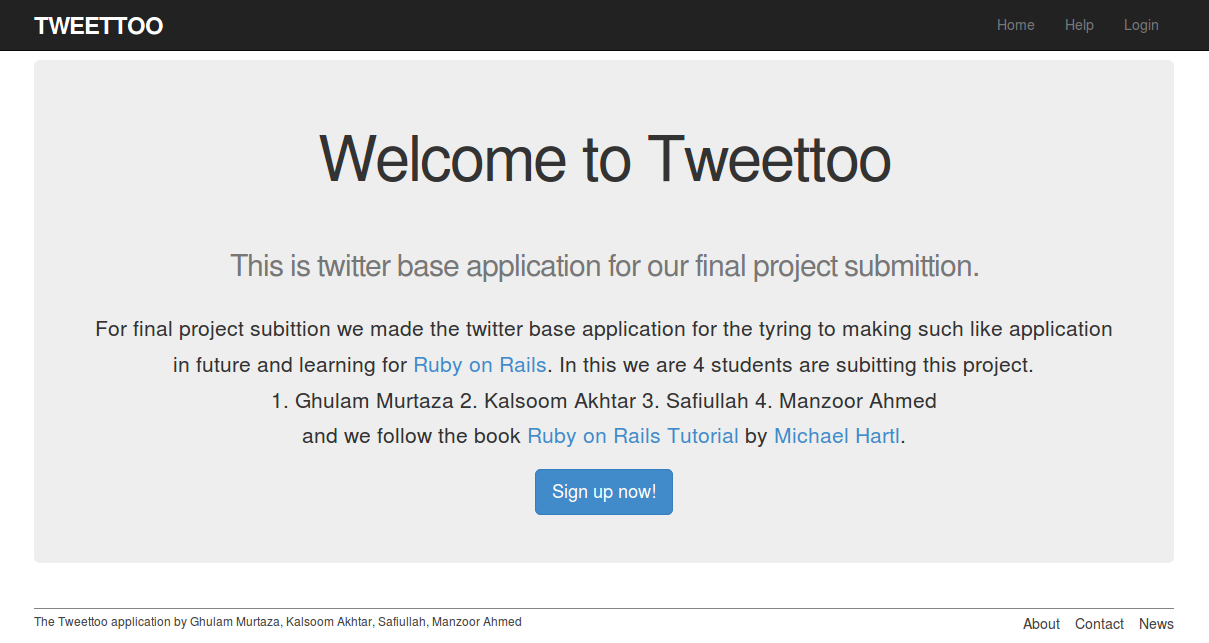 TWEETTOO
Home Help Login
Welcome to Tweettoo
This is twitter base application for our final project submittion.
For final project subittion we made the twitter base application for the tyring to making such like application
in future and learning for Ruby on Rails. In this we are 4 students are subitting this project.
1. Ghulam Murtaza 2. Kalsoom Akhtar 3. Safiullah 4. Manzoor Ahmed
and we follow the book Ruby on Rails Tutorial by Michael Hartl.
Sign up now!
The Tweettoo application by Ghulam Murtaza, Kalsoom Akhtar, Safiullah, Manzoor Ahmed
About Contact News